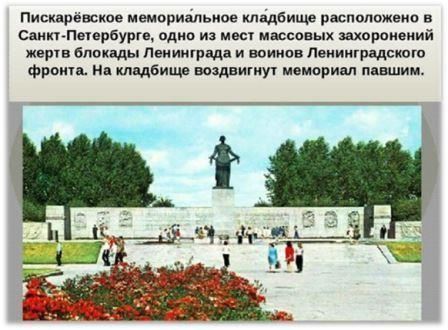 Пискарёвское мемориа́льное кла́дбище расположено в
Санкт-Петербурге, одно из мест массовых захоронений
жертв блокады Ленинграда и воинов Ленинградского
фронта. На кладбище воздвигнут мемориал павшим.